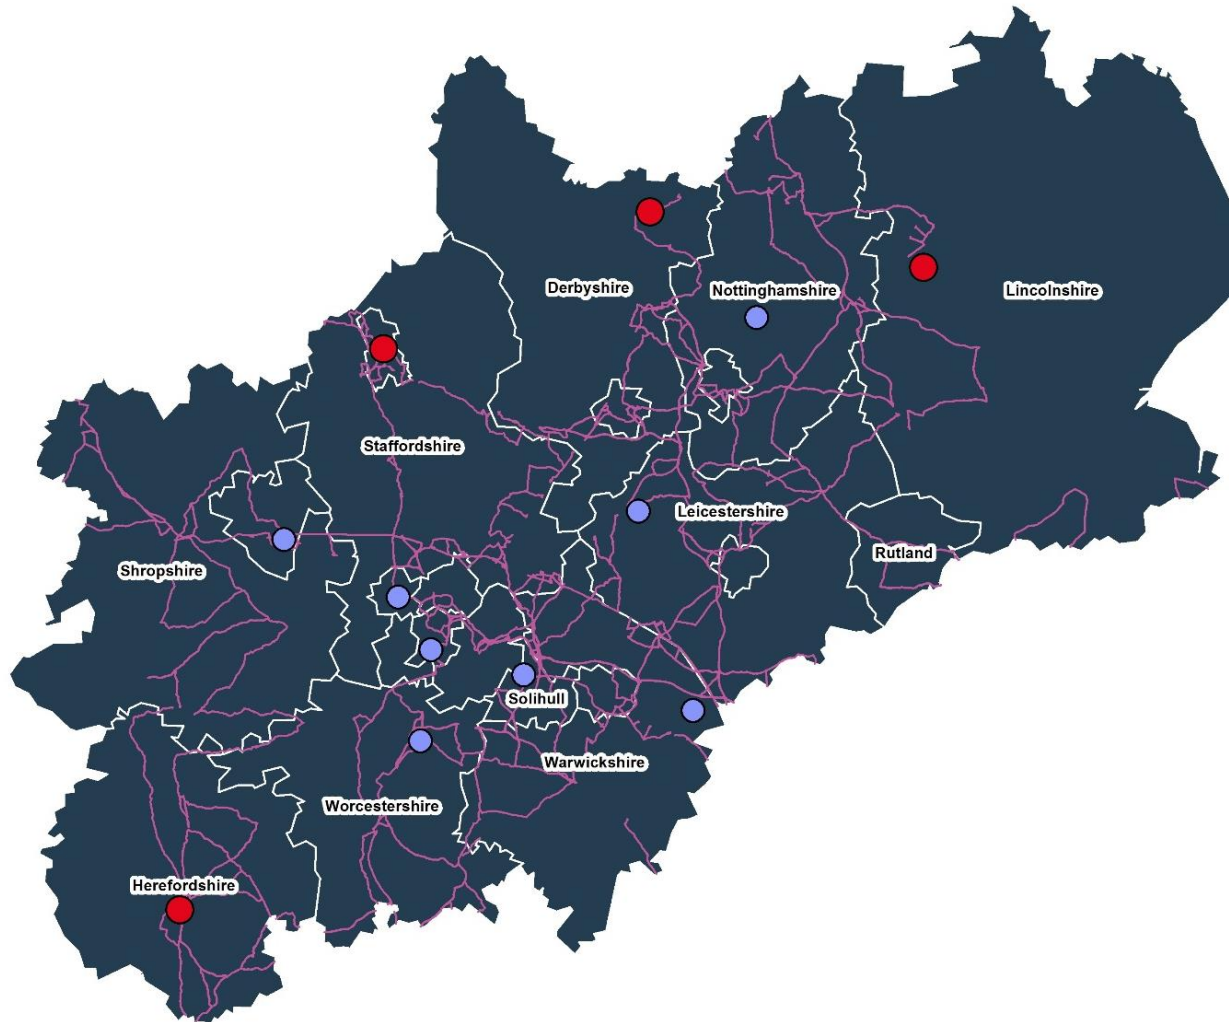 Derbyshire
Nottinghamshire
Lincolnshire
Staffordshire
Leicestershire
Rutland
Shropshire
Solihull
Warwickshire
Worcestershire
Herefordshire